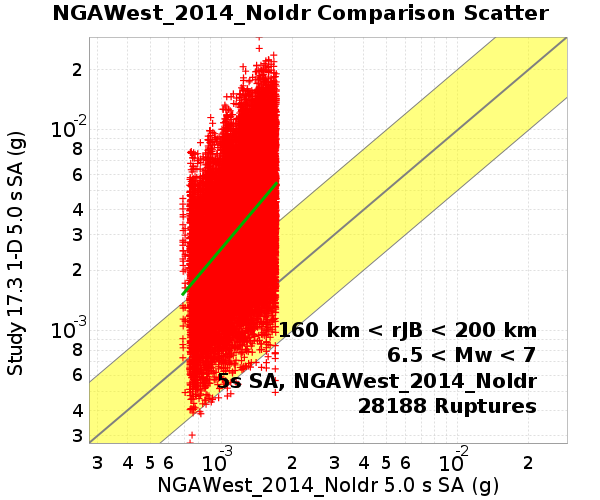 NGAWest_2014_NoIdr Comparison Scatter
Study 17.3 1-D 5.0 s SA (g)
2
10-2
8
6
4
3
2
10-3
8
6
4
3
160 km < rJB < 200 km
6.5 < Mw < 7
5s SA, NGAWest_2014_NoIdr
28188 Ruptures
3 4 5 6 8 10-3 2 3 4 5 6 8 10-2 2
NGAWest_2014_NoIdr 5.0 s SA (g)